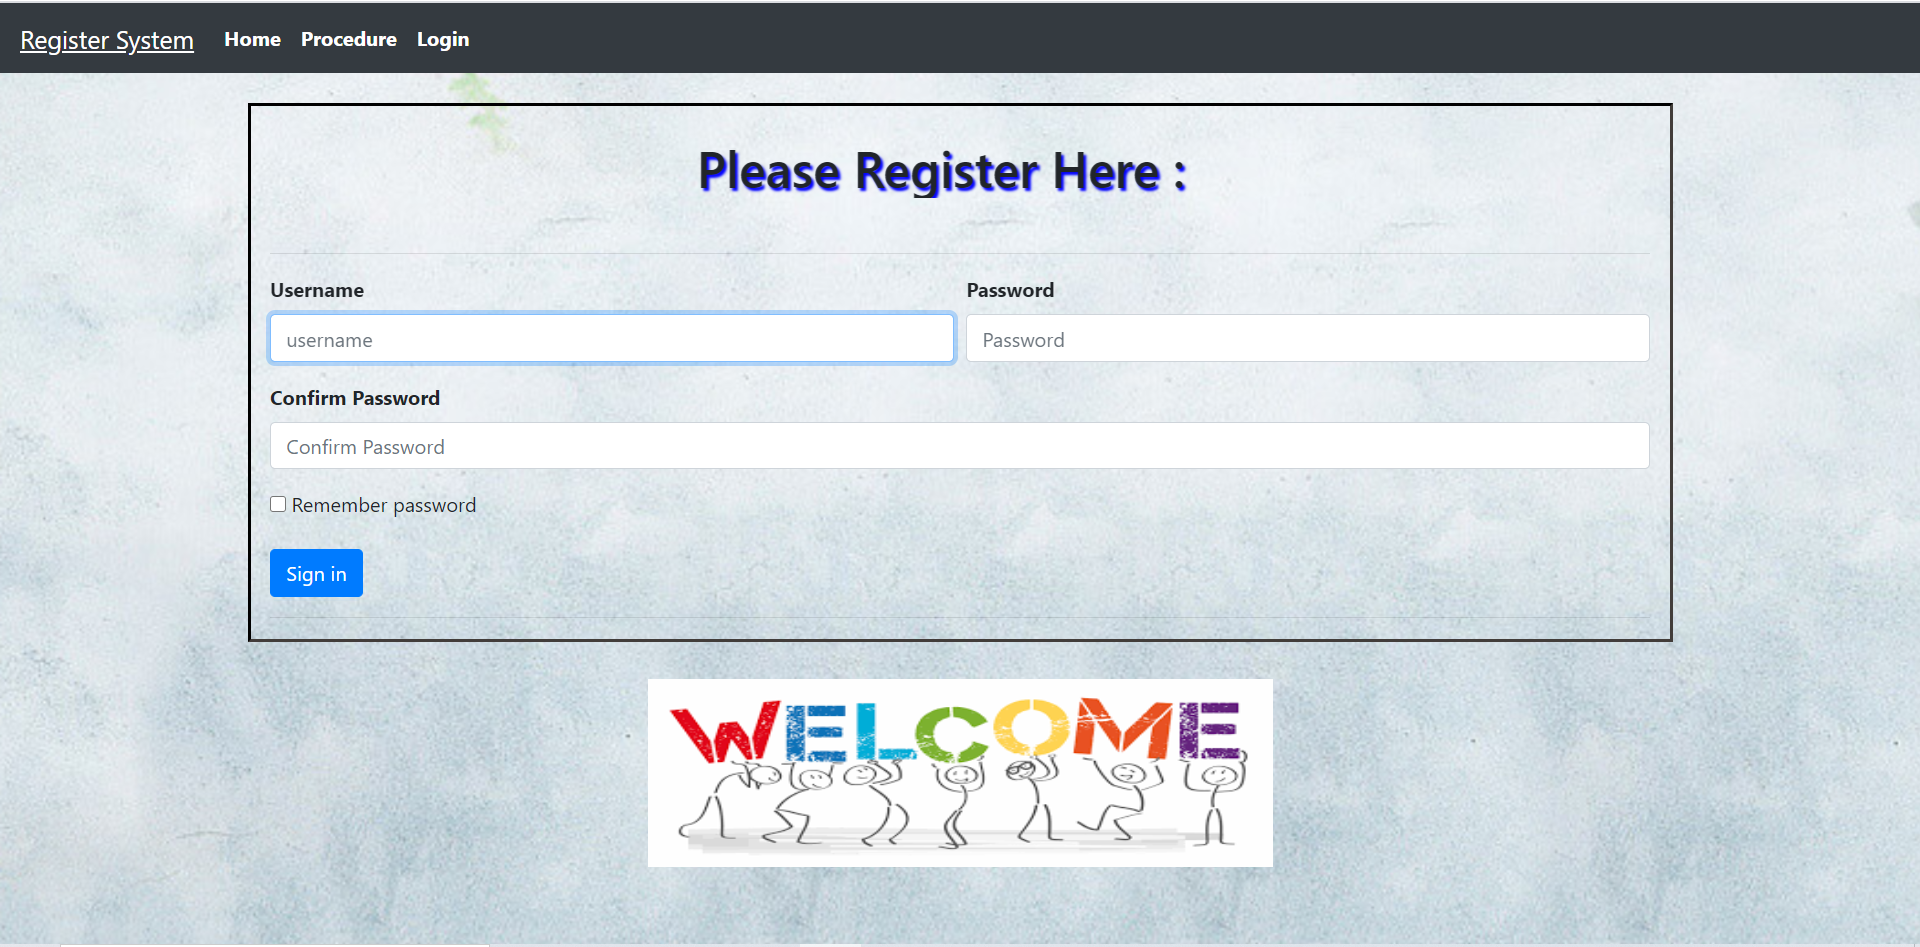 Register System Home Procedure Login
Please Register Here :
Username Password
username Password
Confirm Password
Confirm Password
Remember password
Sign in
WELCOME